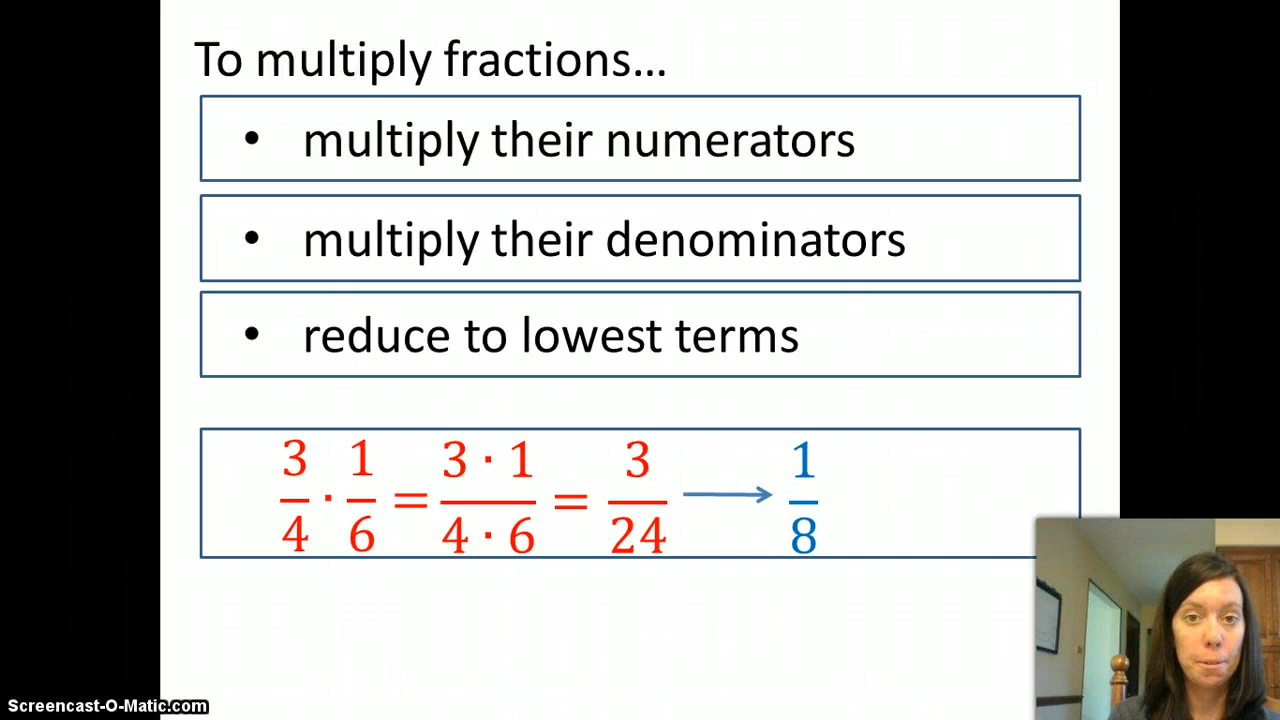 To multiply fractions...
• multiply their numerators
• multiply their denominators
• reduce to lowest terms
3/4 · 1/6 = 3 · 1/4 · 6 = 3/24 → 1/8
Screencast-O-Matic.com